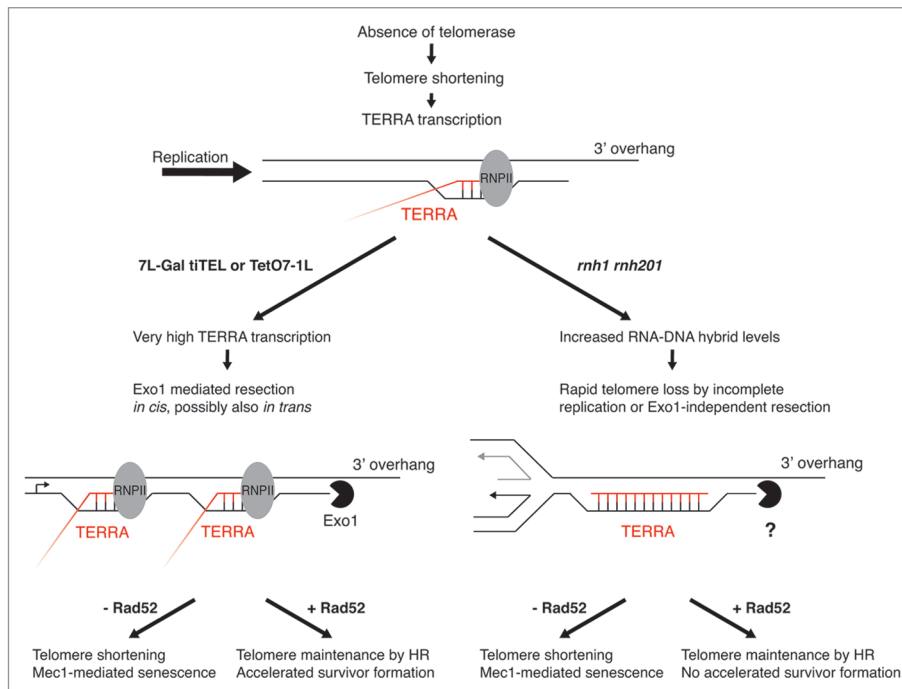 Absence of telomerase
Telomere shortening
TERRA transcription
Replication
3' overhang
RNPII
TERRA
7L-Gal tiTEL or TetO7-1L
rnh1 rnh201
Very high TERRA transcription
Increased RNA-DNA hybrid levels
Exo1 mediated resection
in cis, possibly also in trans
Rapid telomere loss by incomplete
replication or Exo1-independent resection
3' overhang
RNPII
RNPII
TERRA
TERRA
Exo1
3' overhang
TERRA
?
- Rad52
+ Rad52
Telomere shortening
Mec1-mediated senescence
Telomere maintenance by HR
Accelerated survivor formation
- Rad52
+ Rad52
Telomere shortening
Mec1-mediated senescence
Telomere maintenance by HR
No accelerated survivor formation